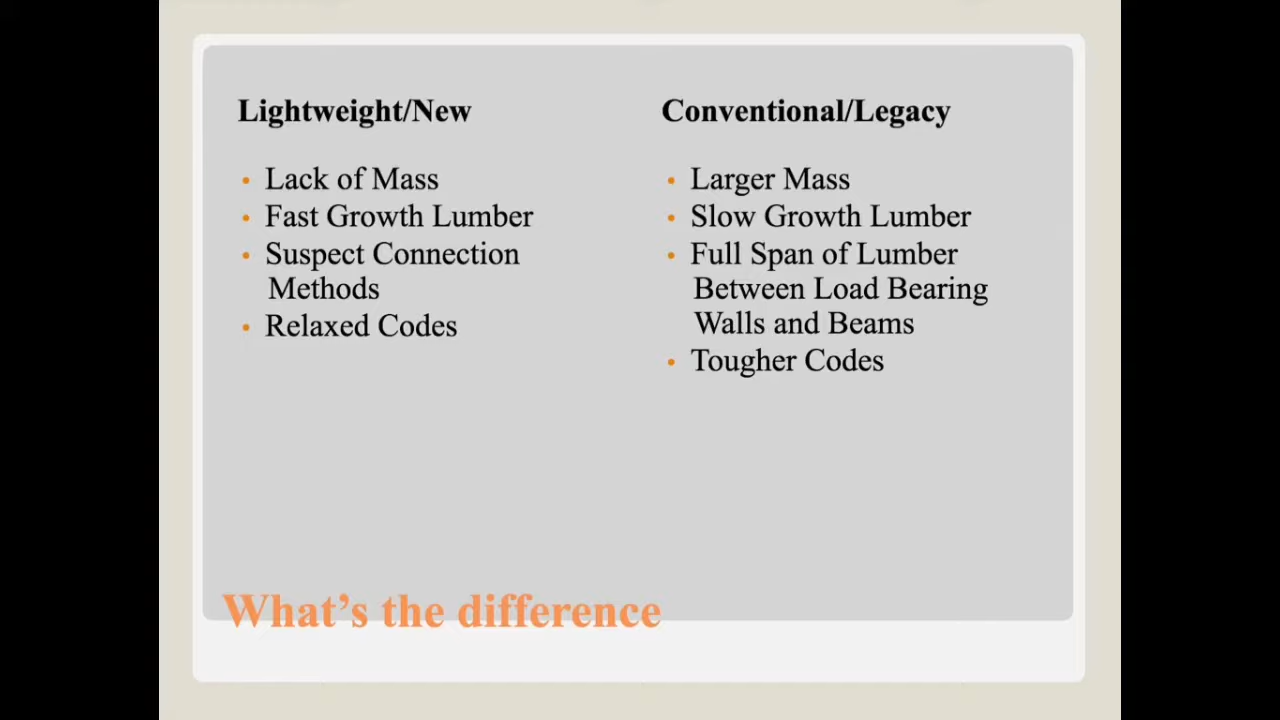 Lightweight/New
• Lack of Mass
• Fast Growth Lumber
• Suspect Connection
Methods
• Relaxed Codes
Conventional/Legacy
• Larger Mass
• Slow Growth Lumber
• Full Span of Lumber
Between Load Bearing
Walls and Beams
• Tougher Codes
What’s the difference